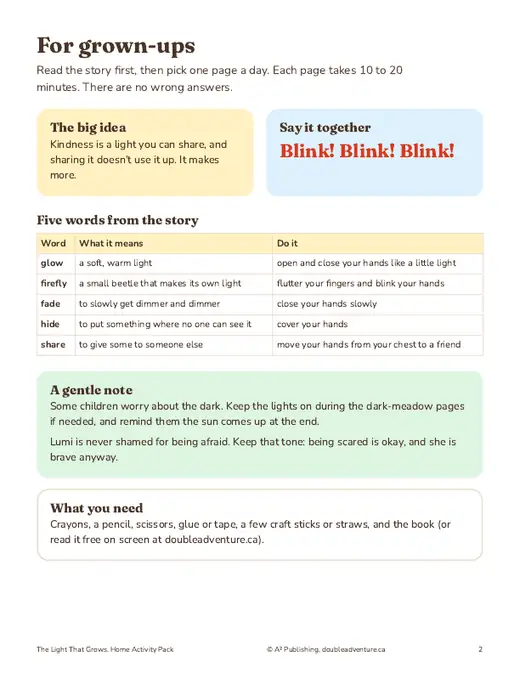 For grown-ups
Read the story first, then pick one page a day. Each page takes 10 to 20
minutes. There are no wrong answers.
The big idea
Kindness is a light you can share, and
sharing it doesn't use it up. It makes
more.
Say it together
Blink! Blink! Blink!
Five words from the story
Word What it means Do it
glow a soft, warm light open and close your hands like a little light
firefly a small beetle that makes its own light flutter your fingers and blink your hands
fade to slowly get dimmer and dimmer close your hands slowly
hide to put something where no one can see it cover your hands
share to give some to someone else move your hands from your chest to a friend
A gentle note
Some children worry about the dark. Keep the lights on during the dark-meadow pages
if needed, and remind them the sun comes up at the end.
Lumi is never shamed for being afraid. Keep that tone: being scared is okay, and she is
brave anyway.
What you need
Crayons, a pencil, scissors, glue or tape, a few craft sticks or straws, and the book (or
read it free on screen at doubleadventure.ca).
The Light That Grows. Home Activity Pack © A² Publishing, doubleadventure.ca 2